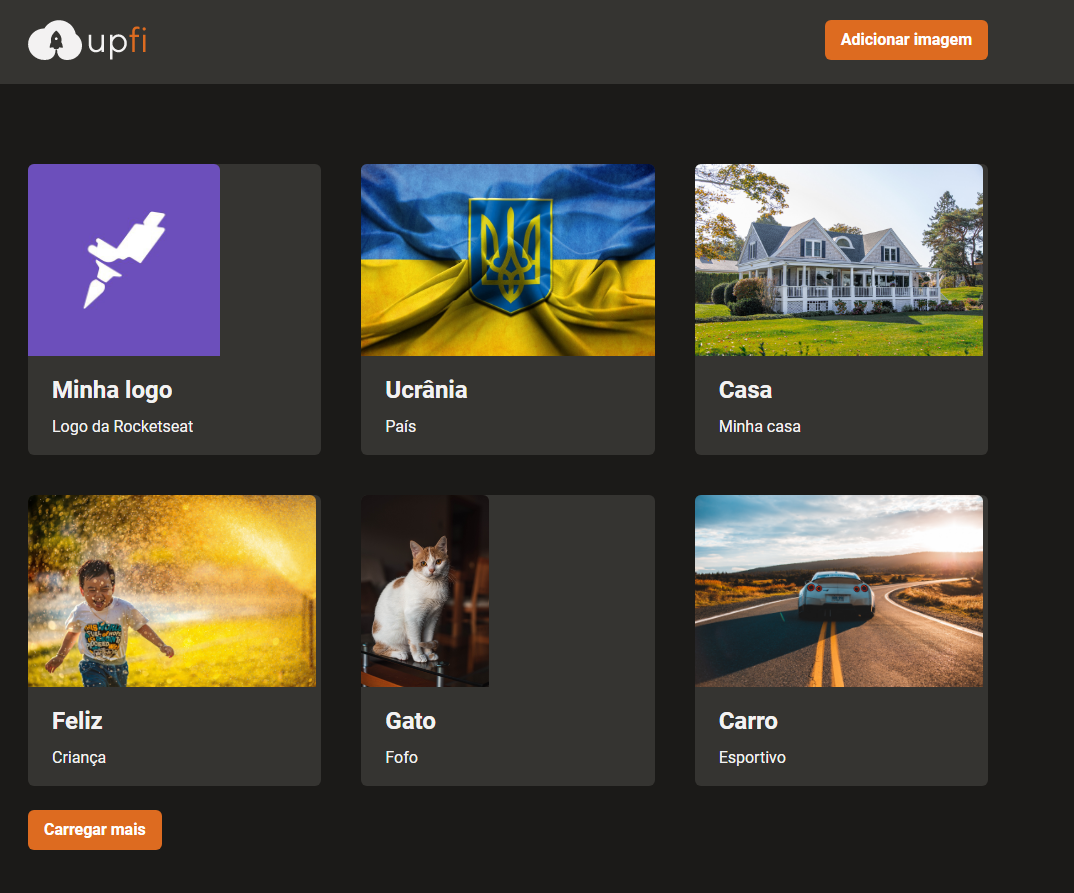 upfi
Adicionar imagem
Minha logo
Logo da Rocketseat
Ucrânia
País
Casa
Minha casa
Feliz
Criança
Gato
Fofo
Carro
Esportivo
Carregar mais